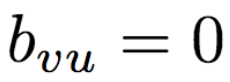 b_{vu} = 0